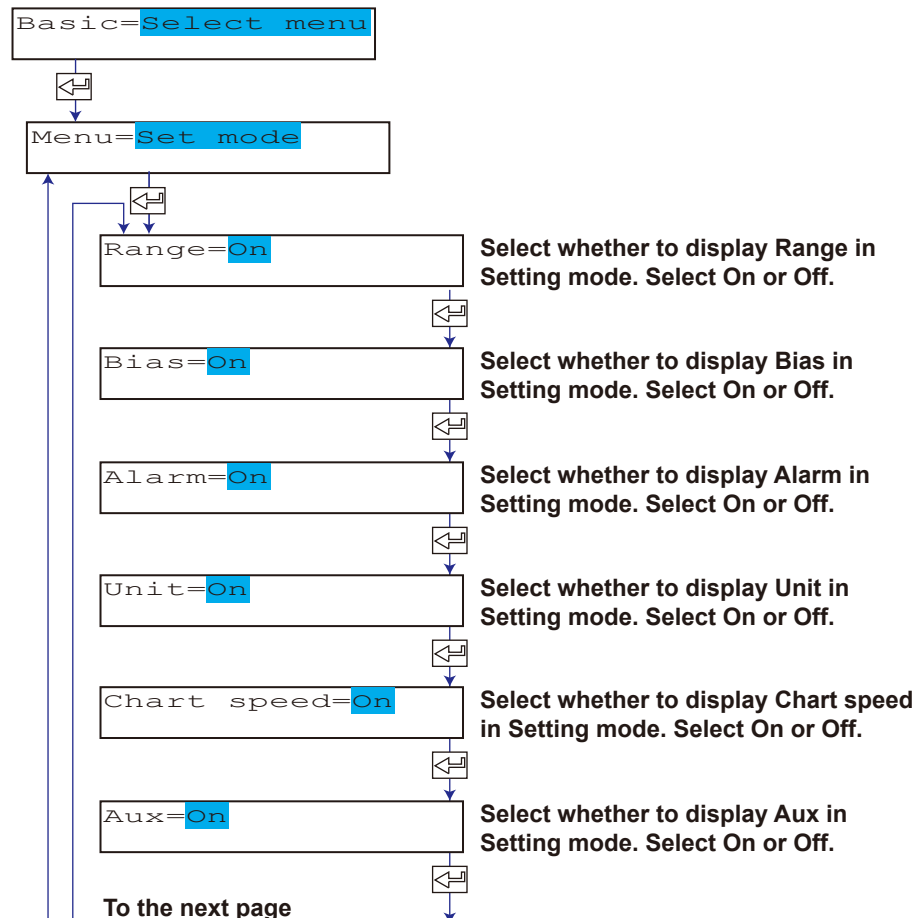 Basic=Select menu
Menu=Set mode
Range=On
Select whether to display Range in
Setting mode. Select On or Off.
Bias=On
Select whether to display Bias in
Setting mode. Select On or Off.
Alarm=On
Select whether to display Alarm in
Setting mode. Select On or Off.
Unit=On
Select whether to display Unit in
Setting mode. Select On or Off.
Chart speed=On
Select whether to display Chart speed
in Setting mode. Select On or Off.
Aux=On
Select whether to display Aux in
Setting mode. Select On or Off.
To the next page